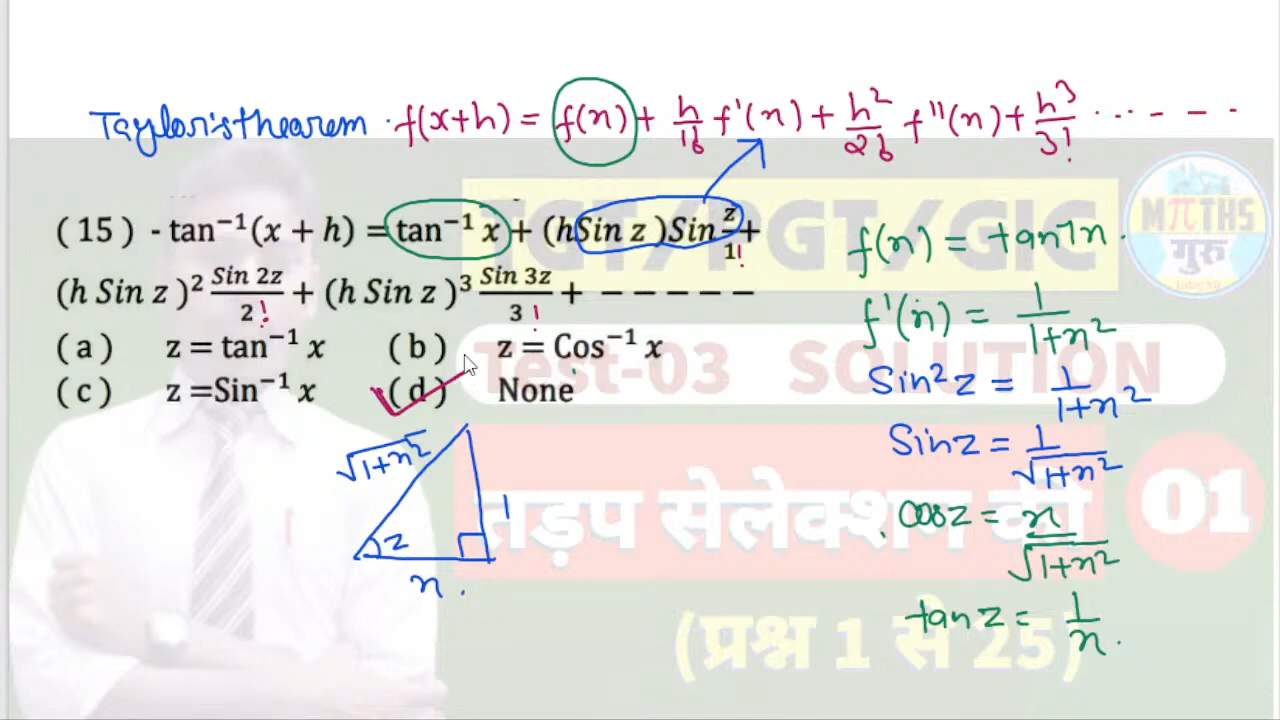 Taylor'sthearem. f(x+h) = f(x) + h/1! f'(x) + h²/2! f''(x) + h³/3! ......
TGT/PGT/GIC
MπTHS
गुरु
(15) - tan⁻¹(x + h) = tan⁻¹ x + (hSin z )Sin z/1! +
(h Sin z )² Sin 2z/2! + (h Sin z )³ Sin 3z/3! + − − − − −
(a) z = tan⁻¹ x (b) z = Cos⁻¹ x
(c) z =Sin⁻¹ x (d) None
Test-03 SOLUTION
f(x) = tan⁻¹x.
f'(x) = 1/1+x²
Sin²z = 1/1+x²
Sinz = 1/√1+x²
cosz = x/√1+x²
tanz = 1/x.
√1+x²
1
z
x.
तड़प सेलेक्शन की 01
(प्रश्न 1 से 25)